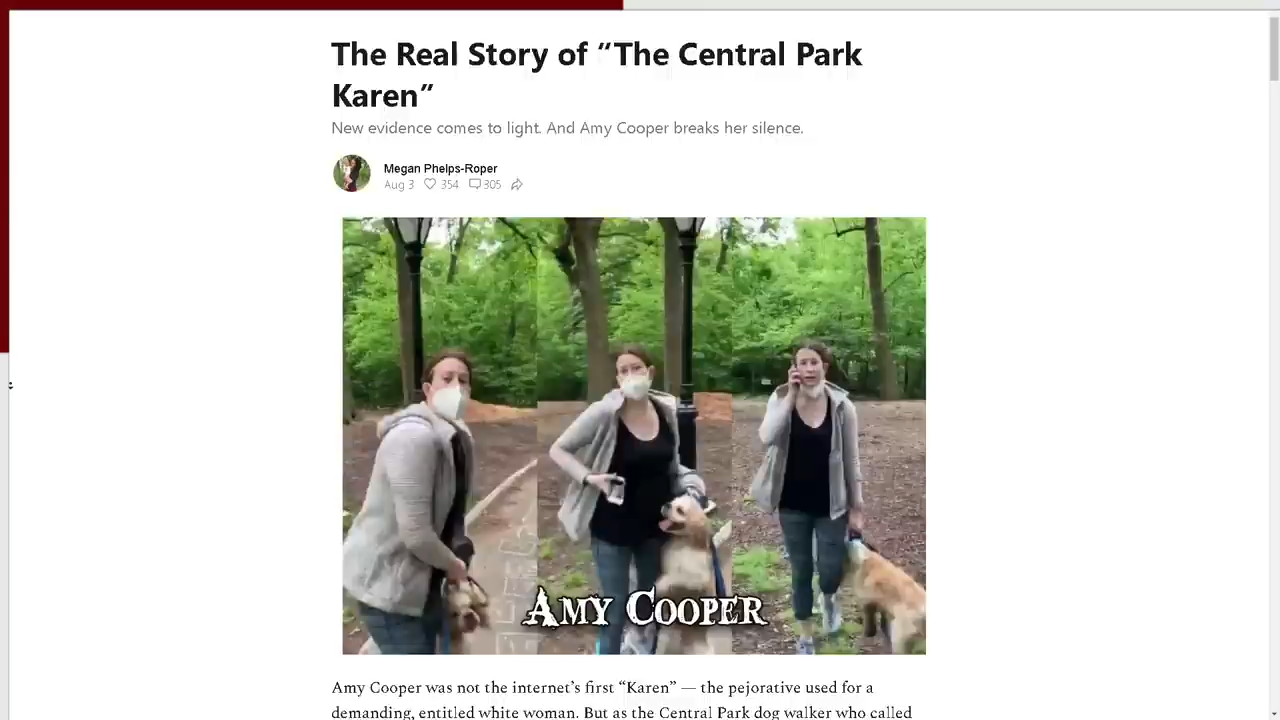 The Real Story of “The Central Park
Karen”
New evidence comes to light. And Amy Cooper breaks her silence.
Megan Phelps-Roper
Aug 3 354 305
AMY COOPER
Amy Cooper was not the internet’s first “Karen” — the pejorative used for a
demanding, entitled white woman. But as the Central Park dog walker who called